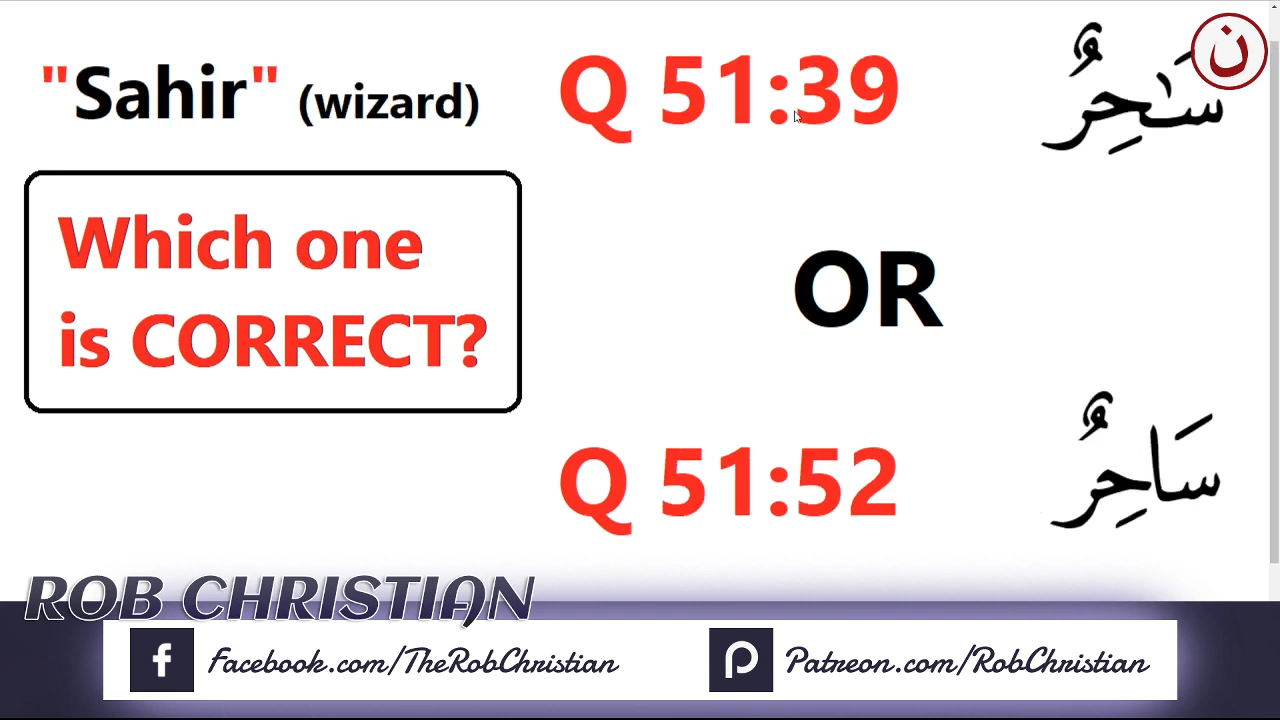 "Sahir" (wizard)
Q 51:39
سَٰحِرٌ
ن
Which one
is CORRECT?
OR
Q 51:52
سَاحِرٌ
ROB CHRISTIAN
f
Facebook.com/TheRobChristian
Patreon.com/RobChristian